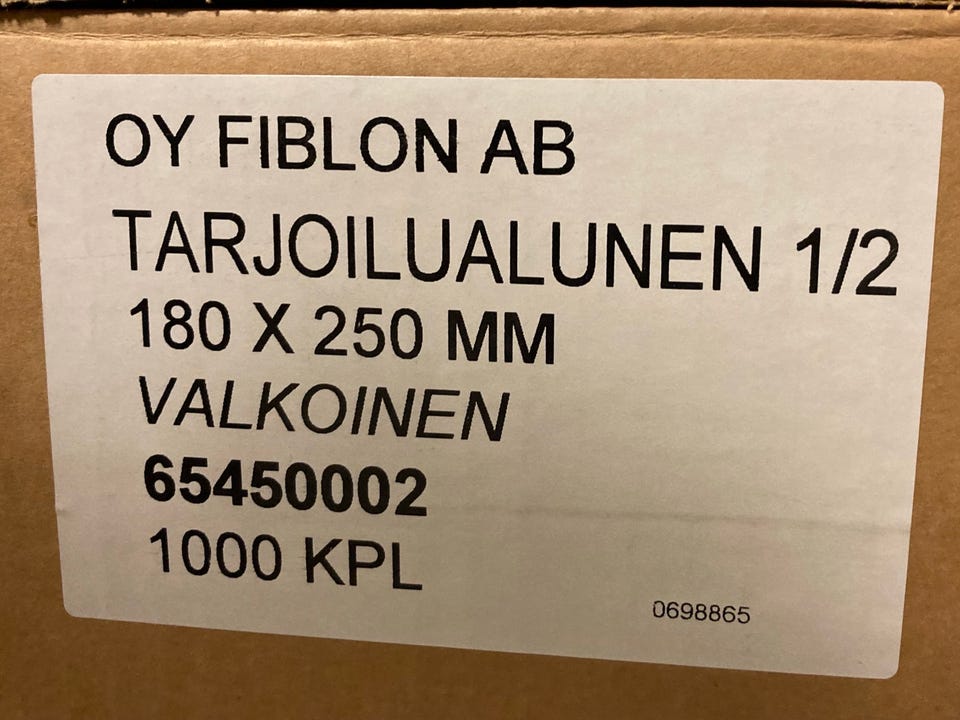 OY FIBLON AB
TARJOILUALUNEN 1/2
180 X 250 MM
VALKOINEN
65450002
1000 KPL
0698865